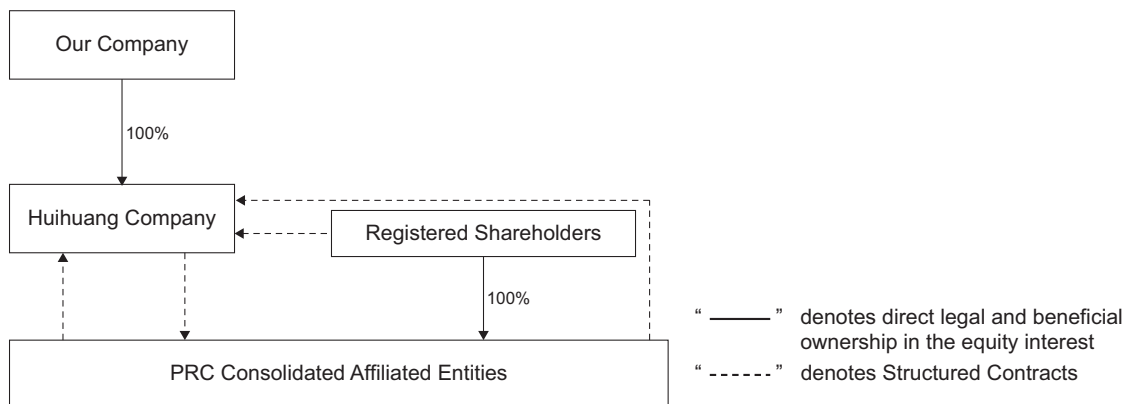 Our Company
100%
Huihuang Company
Registered Shareholders
100%
PRC Consolidated Affiliated Entities
“ ” denotes direct legal and beneficial
ownership in the equity interest
“ ” denotes Structured Contracts